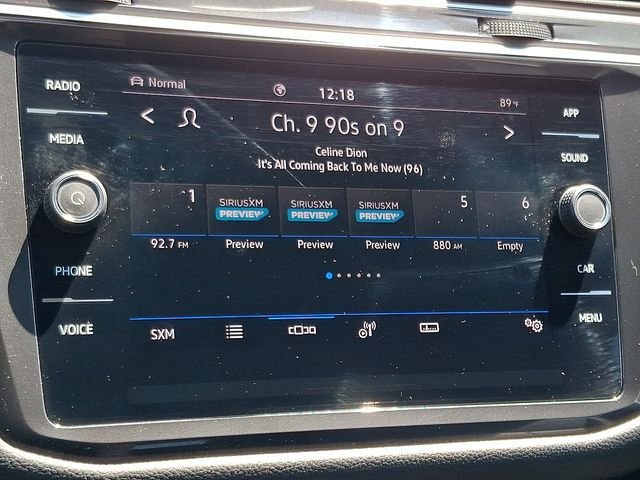 RADIO
MEDIA
PHONE
VOICE
Normal
12:18
89°F
Ch. 9 90s on 9
Celine Dion
It's All Coming Back To Me Now (96)
1
SIRIUSXM
PREVIEW
SIRIUSXM
PREVIEW
SIRIUSXM
PREVIEW
5
6
92.7 FM
Preview
Preview
Preview
880 AM
Empty
SXM
APP
SOUND
CAR
MENU